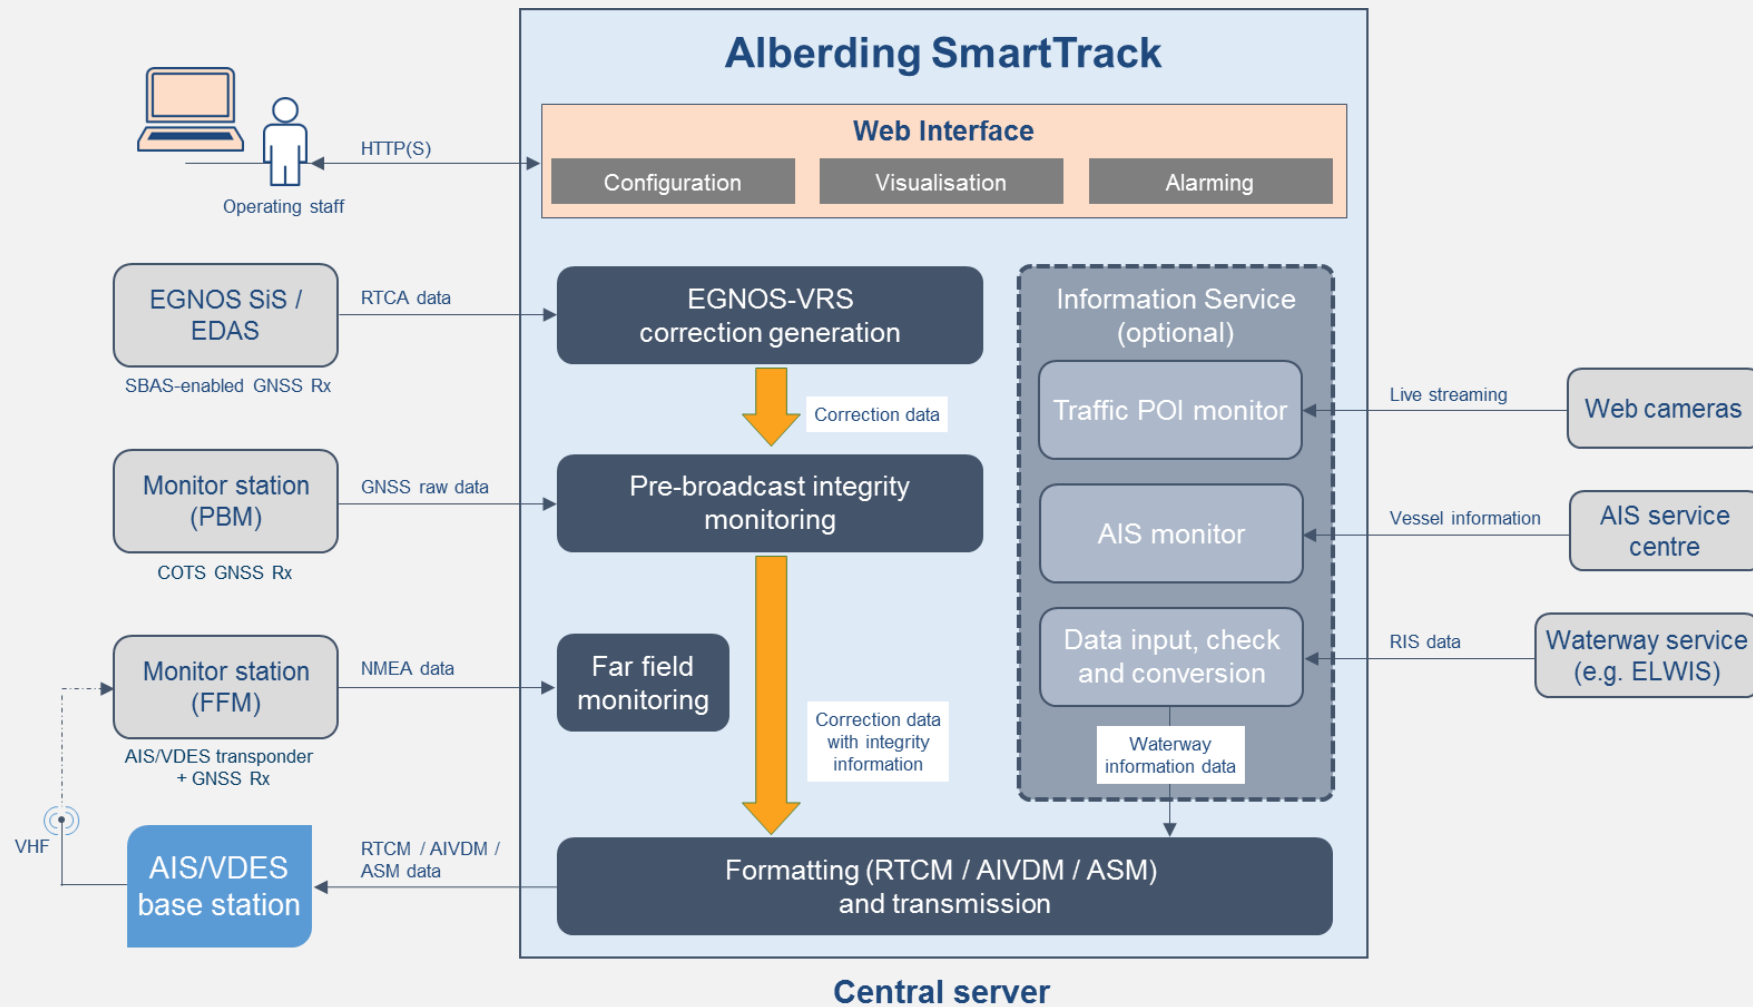 Alberding SmartTrack
Web Interface
HTTP(S)
Configuration
Visualisation
Alarming
Operating staff
EGNOS SiS /
EDAS
SBAS-enabled GNSS Rx
RTCA data
EGNOS-VRS
correction generation
Correction data
Information Service
(optional)
Traffic POI monitor
Live streaming
Web cameras
Monitor station
(PBM)
COTS GNSS Rx
GNSS raw data
Pre-broadcast integrity
monitoring
AIS monitor
Vessel information
AIS service
centre
Monitor station
(FFM)
AIS/VDES transponder
+ GNSS Rx
NMEA data
Far field
monitoring
Correction data
with integrity
information
Data input, check
and conversion
RIS data
Waterway service
(e.g. ELWIS)
Waterway
information data
VHF
AIS/VDES
base station
RTCM / AIVDM /
ASM data
Formatting (RTCM / AIVDM / ASM)
and transmission
Central server